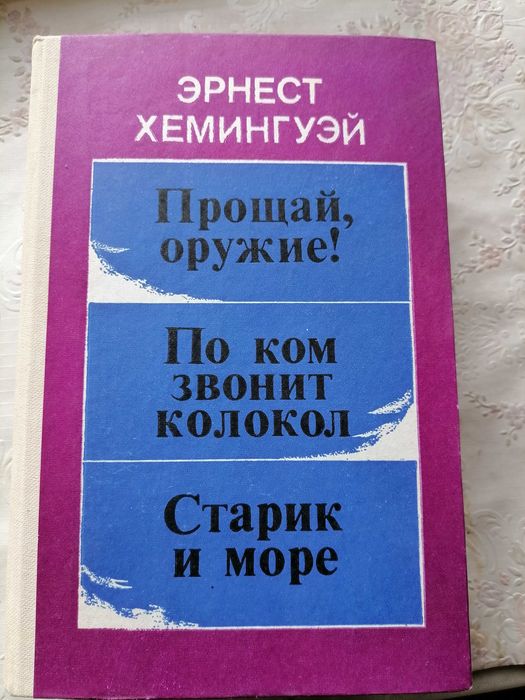 ЭРНЕСТ
ХЕМИНГУЭЙ
Прощай,
оружие!
По ком
звонит
колокол
Старик
и море